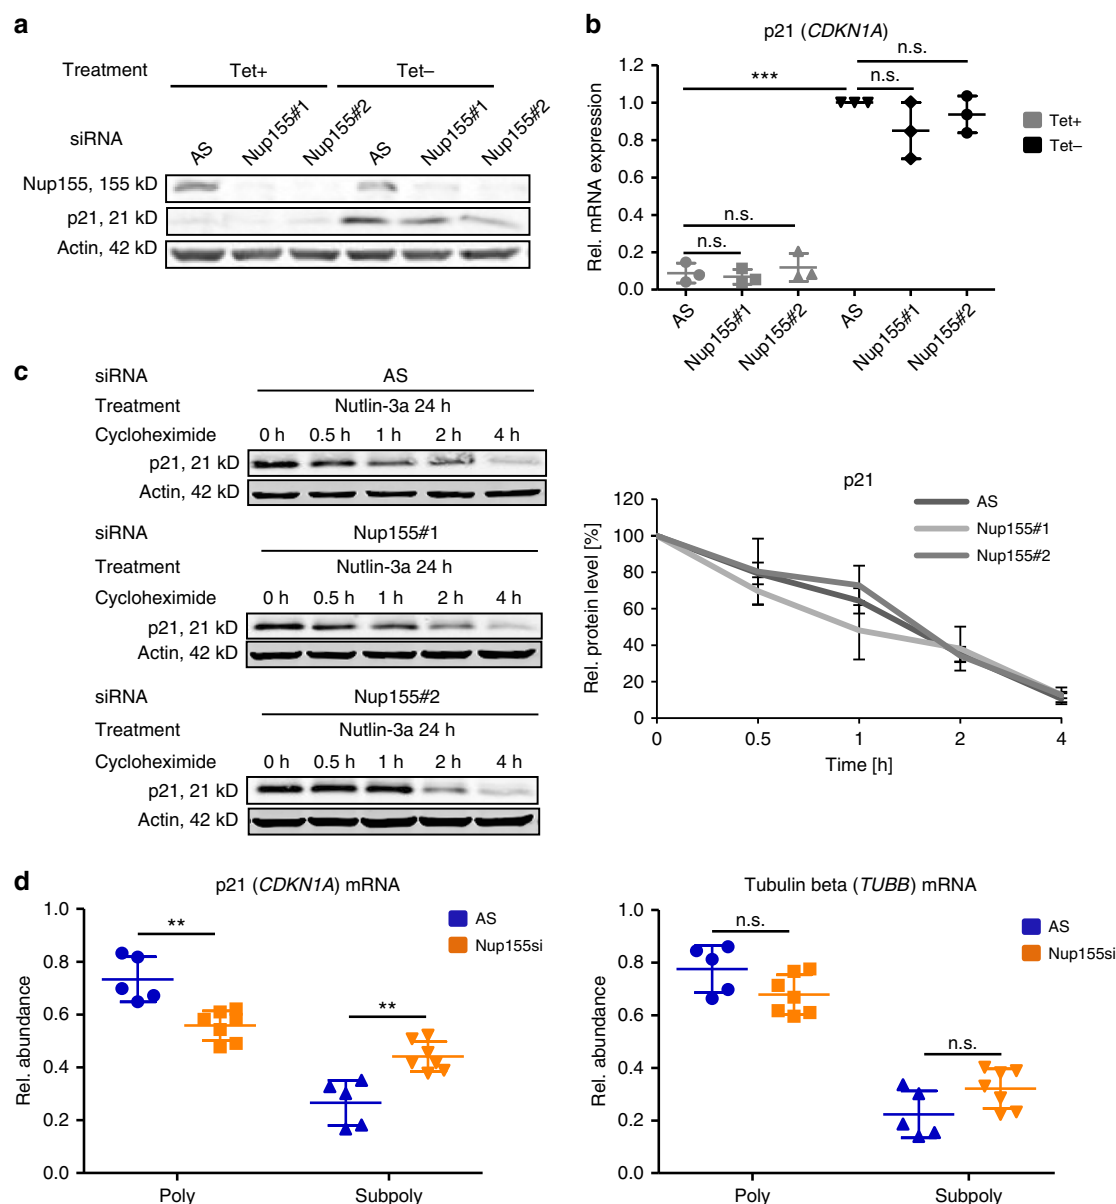 a
Treatment Tet+ Tet–
siRNA AS Nup155#1 Nup155#2 AS Nup155#1 Nup155#2
Nup155, 155 kD
p21, 21 kD
Actin, 42 kD
b
p21 (CDKN1A)
n.s.
*** n.s.
n.s.
n.s.
Rel. mRNA expression
1.2
1.0
0.8
0.6
0.4
0.2
0.0
AS Nup155#1 Nup155#2 AS Nup155#1 Nup155#2
Tet+
Tet–
c
siRNA AS
Treatment Nutlin-3a 24 h
Cycloheximide 0 h 0.5 h 1 h 2 h 4 h
p21, 21 kD
Actin, 42 kD
siRNA Nup155#1
Treatment Nutlin-3a 24 h
Cycloheximide 0 h 0.5 h 1 h 2 h 4 h
p21, 21 kD
Actin, 42 kD
siRNA Nup155#2
Treatment Nutlin-3a 24 h
Cycloheximide 0 h 0.5 h 1 h 2 h 4 h
p21, 21 kD
Actin, 42 kD
p21
AS
Nup155#1
Nup155#2
Rel. protein level [%]
120
100
80
60
40
20
0
0 0.5 1 2 4
Time [h]
d
p21 (CDKN1A) mRNA
AS
Nup155si
**
**
Rel. abundance
1.0
0.8
0.6
0.4
0.2
0.0
Poly Subpoly
Tubulin beta (TUBB) mRNA
AS
Nup155si
n.s.
n.s.
Rel. abundance
1.0
0.8
0.6
0.4
0.2
0.0
Poly Subpoly